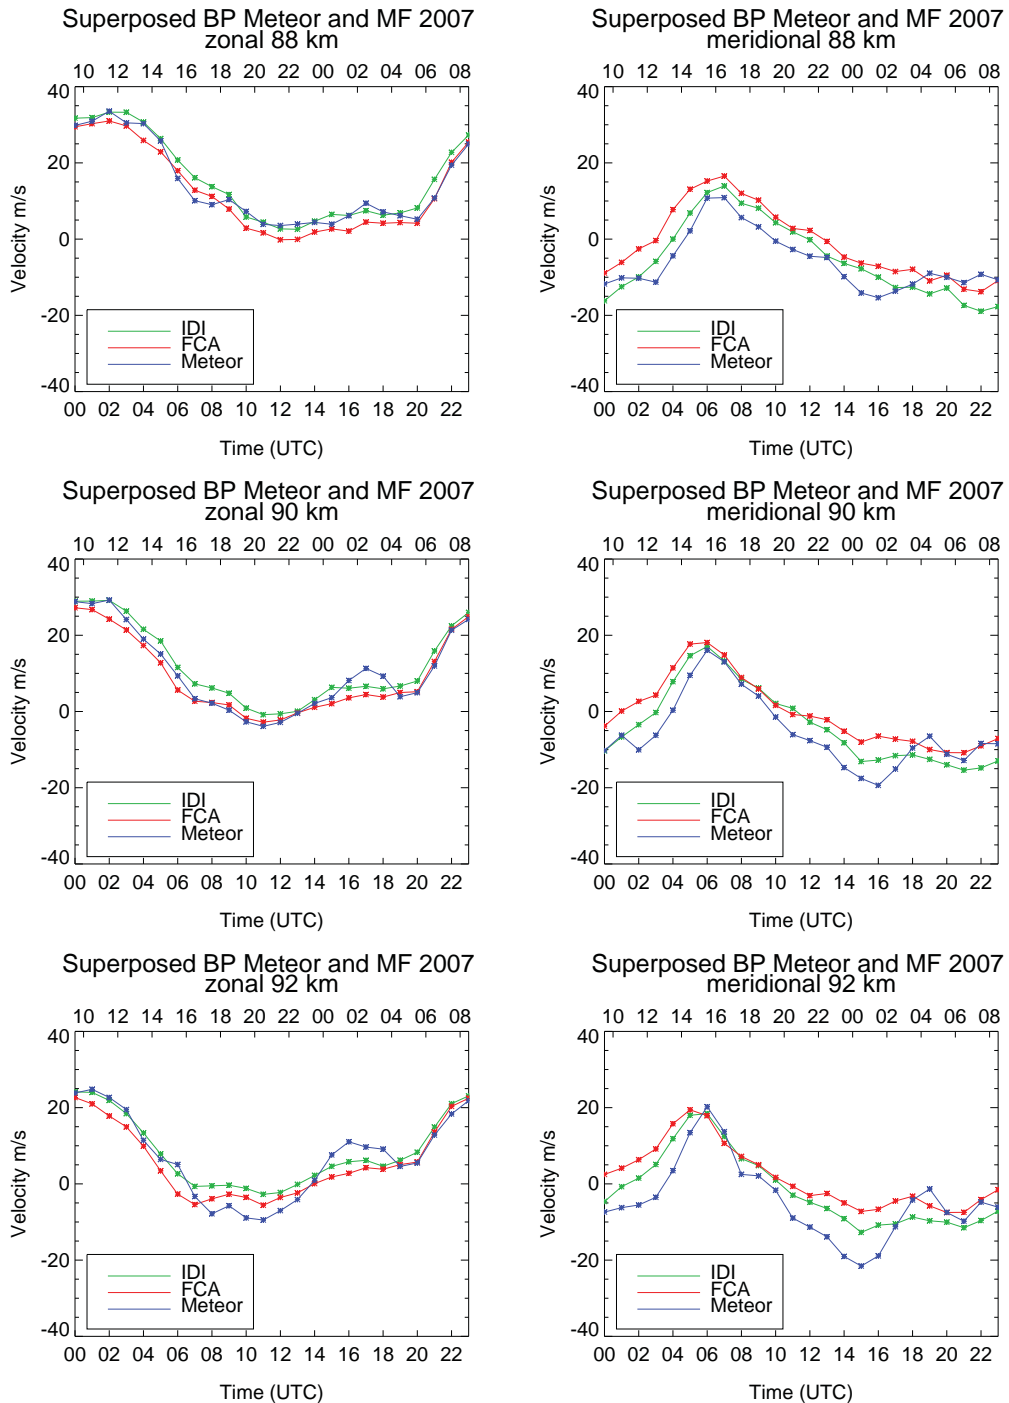 Superposed BP Meteor and MF 2007
zonal 88 km
10 12 14 16 18 20 22 00 02 04 06 08
40
20
0
-20
-40
Velocity m/s
IDI
FCA
Meteor
00 02 04 06 08 10 12 14 16 18 20 22
Time (UTC)
Superposed BP Meteor and MF 2007
meridional 88 km
10 12 14 16 18 20 22 00 02 04 06 08
40
20
0
-20
-40
Velocity m/s
IDI
FCA
Meteor
00 02 04 06 08 10 12 14 16 18 20 22
Time (UTC)
Superposed BP Meteor and MF 2007
zonal 90 km
10 12 14 16 18 20 22 00 02 04 06 08
40
20
0
-20
-40
Velocity m/s
IDI
FCA
Meteor
00 02 04 06 08 10 12 14 16 18 20 22
Time (UTC)
Superposed BP Meteor and MF 2007
meridional 90 km
10 12 14 16 18 20 22 00 02 04 06 08
40
20
0
-20
-40
Velocity m/s
IDI
FCA
Meteor
00 02 04 06 08 10 12 14 16 18 20 22
Time (UTC)
Superposed BP Meteor and MF 2007
zonal 92 km
10 12 14 16 18 20 22 00 02 04 06 08
40
20
0
-20
-40
Velocity m/s
IDI
FCA
Meteor
00 02 04 06 08 10 12 14 16 18 20 22
Time (UTC)
Superposed BP Meteor and MF 2007
meridional 92 km
10 12 14 16 18 20 22 00 02 04 06 08
40
20
0
-20
-40
Velocity m/s
IDI
FCA
Meteor
00 02 04 06 08 10 12 14 16 18 20 22
Time (UTC)